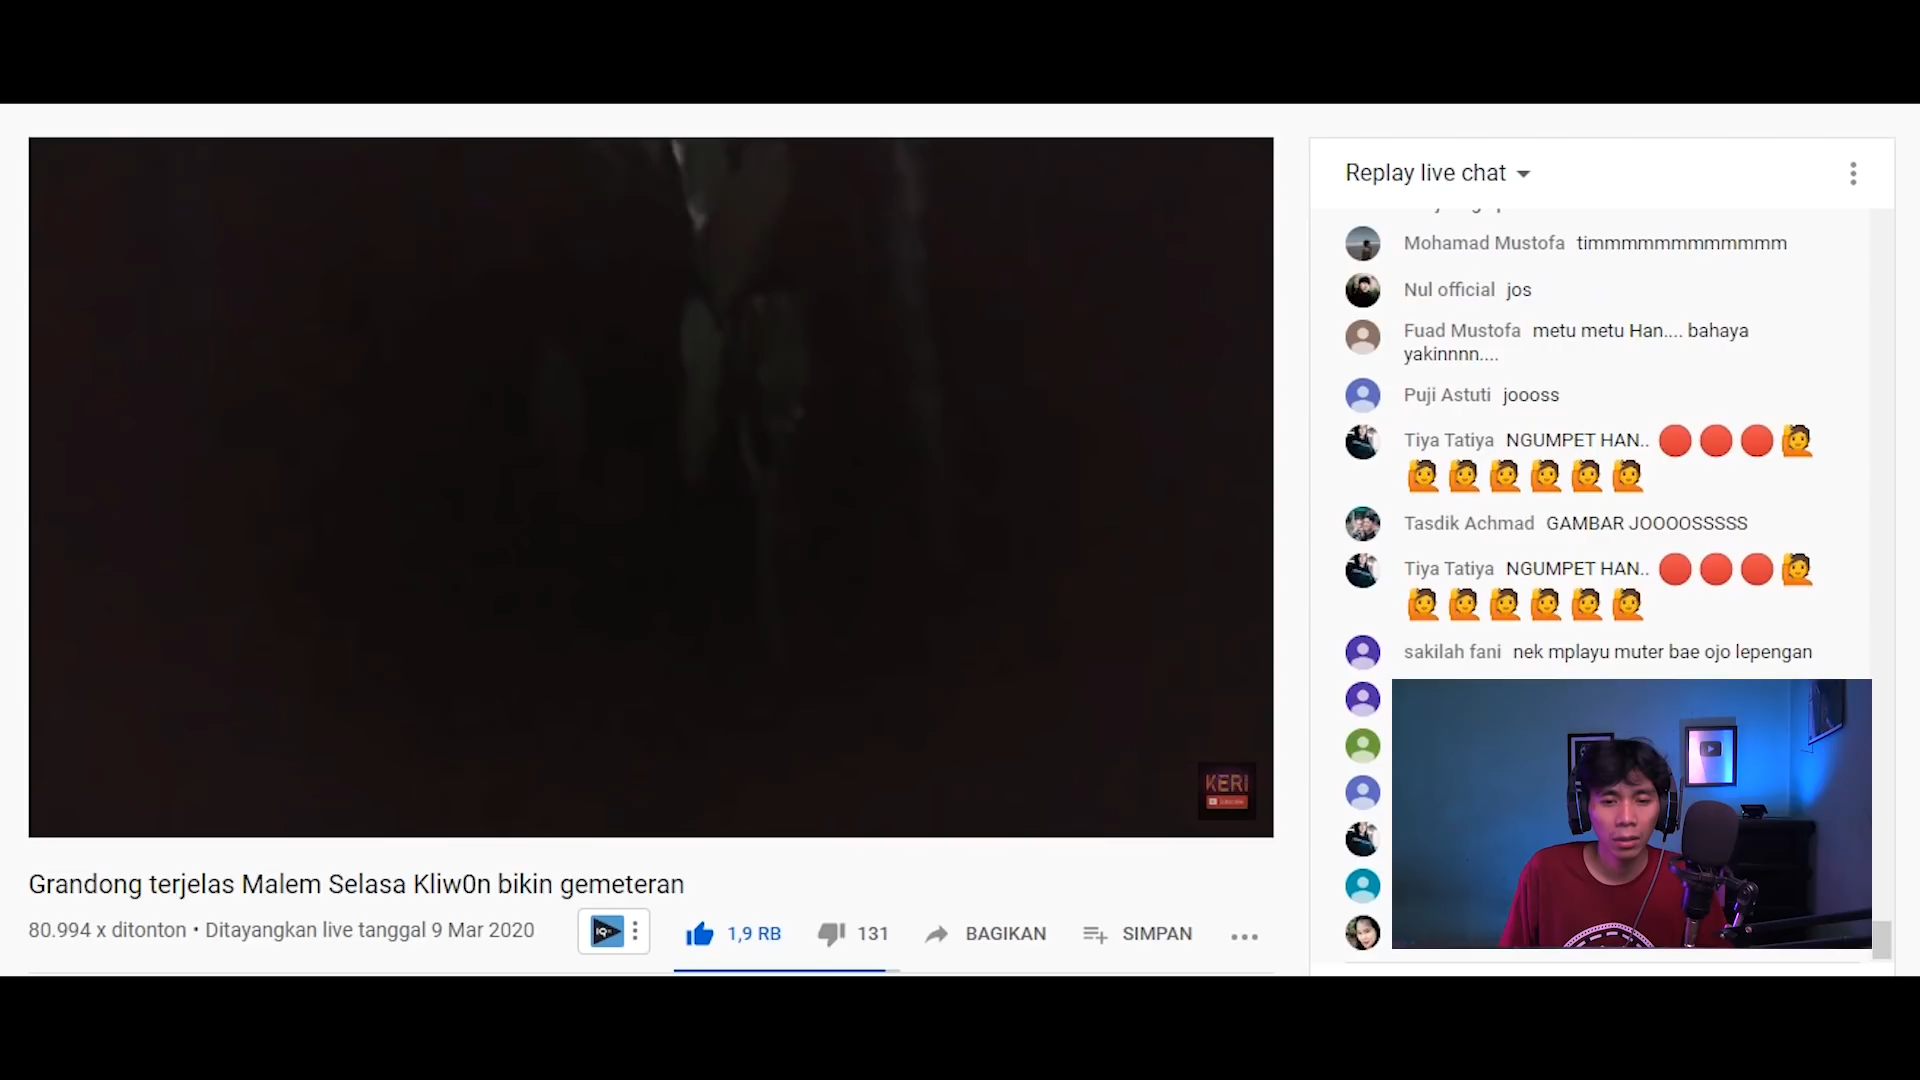 Replay live chat
Mohamad Mustofa timmmmmmmmmmmm
Nul official jos
Fuad Mustofa metu metu Han.... bahaya
yakinnnn....
Puji Astuti joooss
Tiya Tatiya NGUMPET HAN..
Tasdik Achmad GAMBAR JOOOOSSSSS
Tiya Tatiya NGUMPET HAN..
sakilah fani nek mplayu muter bae ojo lepengan
KERI
Subscribe
Grandong terjelas Malem Selasa Kliw0n bikin gemeteran
80.994 x ditonton • Ditayangkan live tanggal 9 Mar 2020
IQ
1,9 RB
131
BAGIKAN
SIMPAN